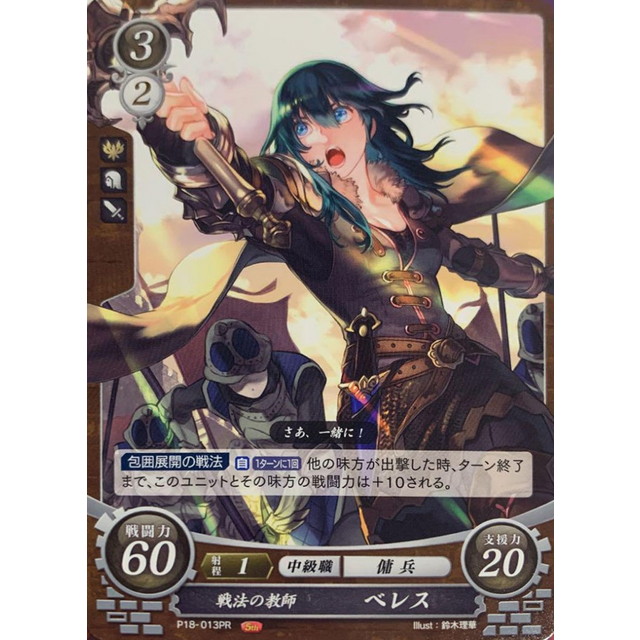 3
2
さあ、一緒に!
包囲展開の戦法 自 1ターンに1回 他の味方が出撃した時、ターン終了
まで、このユニットとその味方の戦闘力は+10される。
戦闘力
60
射程 1 中級職 傭兵
支援力
20
戦法の教師 ベレス
P18-013PR 5th Illust:鈴木理華